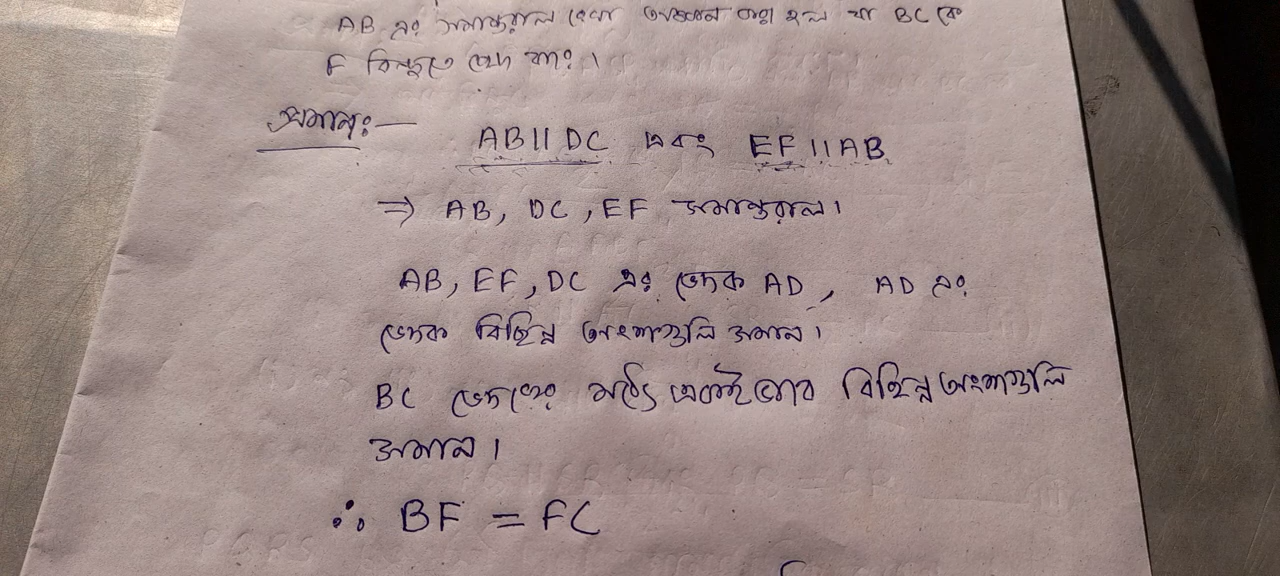 AB এর সমান্তরাল রেখা অঙ্কন করা হল যা BC কে
F বিন্দুতে ছেদ করে।
প্রমান:—
AB || DC এবং EF || AB
⇒ AB, DC, EF সমান্তরাল।
AB, EF, DC এর ভেদক AD, AD এর
ভেদক বিছিন্ন অংশগুলি সমান।
BC ভেদকের মধ্যে একইভাবে বিছিন্ন অংশগুলি
সমান।
∴ BF = FC